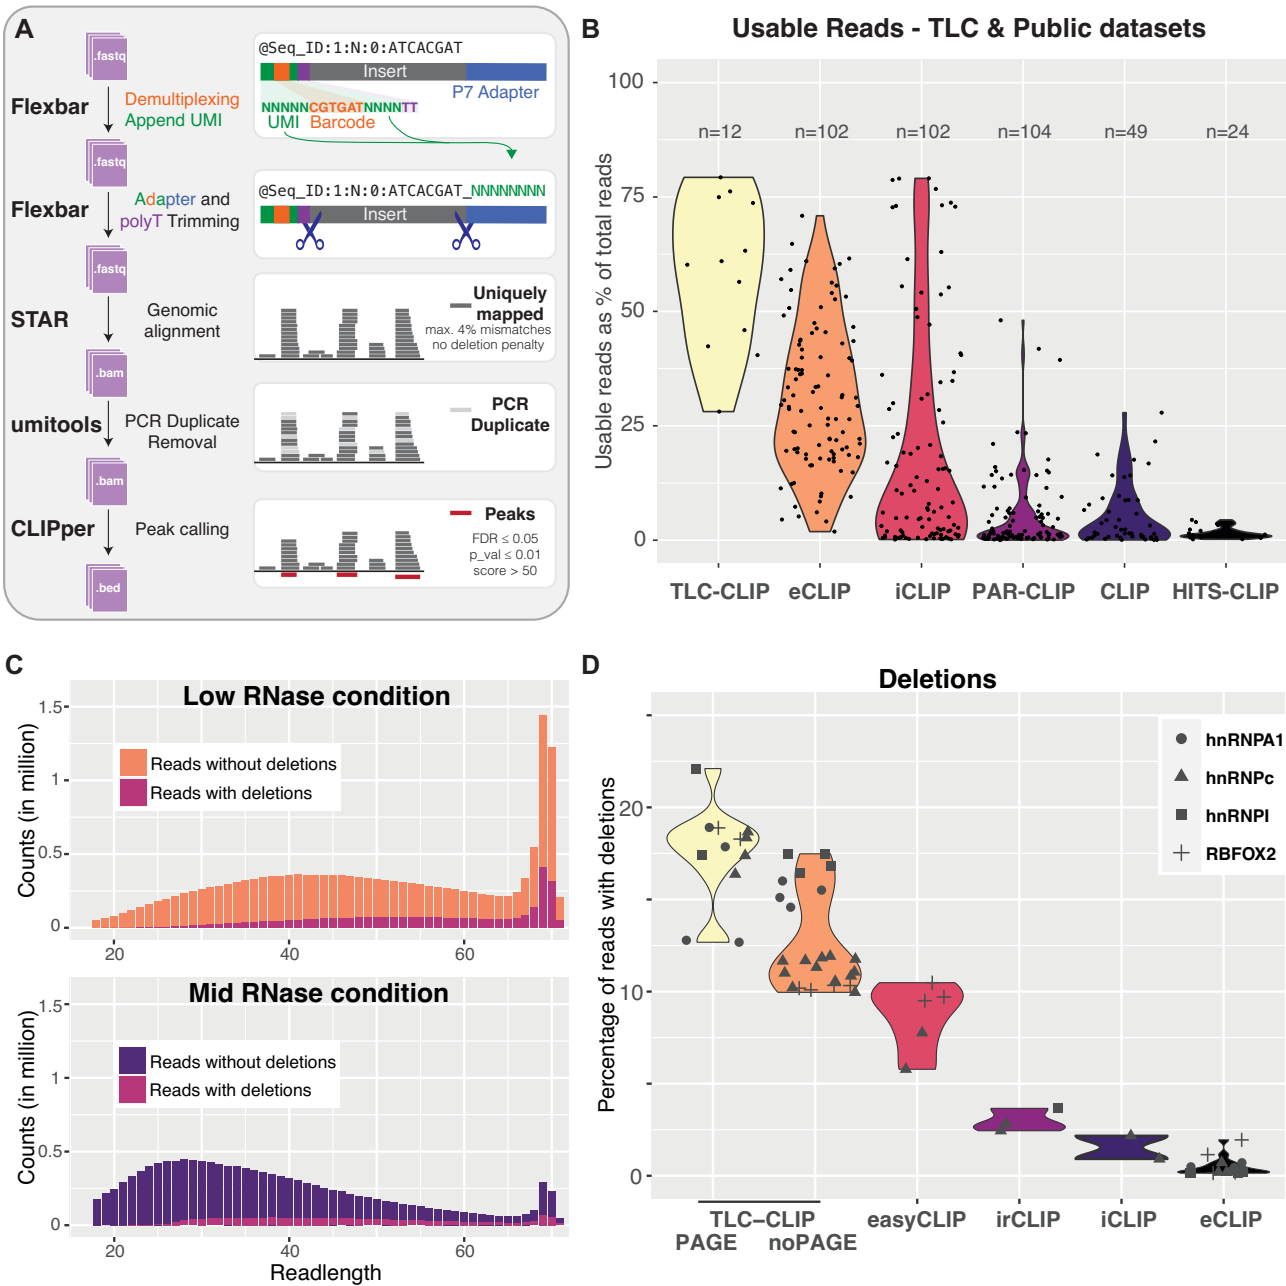 A
.fastq
Flexbar
Demultiplexing
Append UMI
.fastq
Flexbar
Adapter and
polyT Trimming
.fastq
STAR
Genomic
alignment
.bam
umitools
PCR Duplicate
Removal
.bam
CLIPper
Peak calling
.bed
@Seq_ID:1:N:0:ATCACGAT
Insert
P7 Adapter
NNNNNCGTGATNNNNTT
UMI Barcode
@Seq_ID:1:N:0:ATCACGAT_NNNNNNNN
Insert
Uniquely
mapped
max. 4% mismatches
no deletion penalty
PCR
Duplicate
Peaks
FDR ≤ 0.05
p_val ≤ 0.01
score > 50
B
Usable Reads - TLC & Public datasets
Usable reads as % of total reads
100
75
50
25
0
n=12 n=102 n=102 n=104 n=49 n=24
TLC-CLIP eCLIP iCLIP PAR-CLIP CLIP HITS-CLIP
C
Low RNase condition
Counts (in million)
1.5
1
0.5
0
Reads without deletions
Reads with deletions
20 40 60
Mid RNase condition
Counts (in million)
1.5
1
0.5
0
Reads without deletions
Reads with deletions
20 40 60
Readlength
D
Deletions
Percentage of reads with deletions
20
10
0
hnRNPA1
hnRNPc
hnRNPI
RBFOX2
TLC–CLIP easyCLIP irCLIP iCLIP eCLIP
PAGE noPAGE